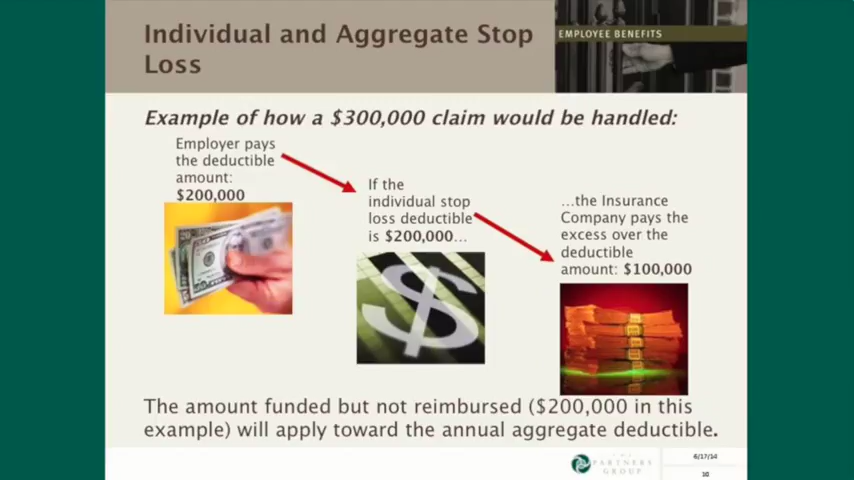 Individual and Aggregate Stop
Loss
EMPLOYEE BENEFITS
Example of how a $300,000 claim would be handled:
Employer pays
the deductible
amount:
$200,000
If the
individual stop
loss deductible
is $200,000...
...the Insurance
Company pays the
excess over the
deductible
amount: $100,000
The amount funded but not reimbursed ($200,000 in this
example) will apply toward the annual aggregate deductible.
THE
PARTNERS
GROUP
6/17/14
10